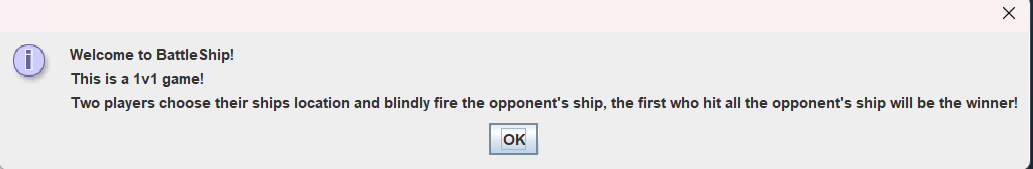 Welcome to BattleShip!
This is a 1v1 game!
Two players choose their ships location and blindly fire the opponent's ship, the first who hit all the opponent's ship will be the winner!
OK